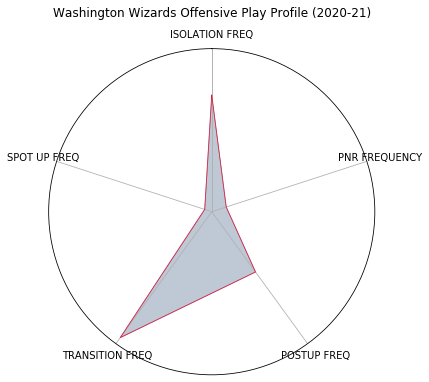 Washington Wizards Offensive Play Profile (2020-21)
ISOLATION FREQ
SPOT UP FREQ
PNR FREQUENCY
TRANSITION FREQ
POSTUP FREQ